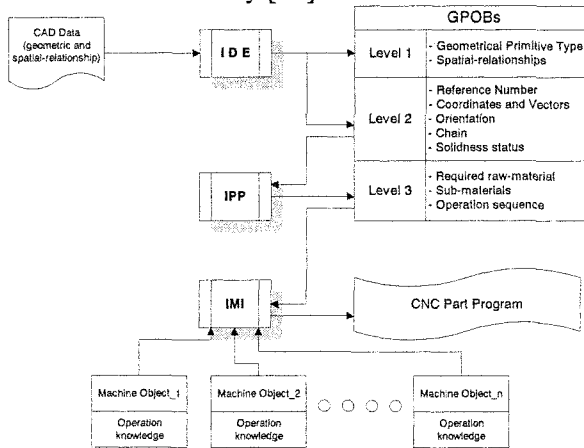 CAD Data
(geometric and
spatial-relationship)
I D E
GPOBs
Level 1
- Geometrical Primitive Type
- Spatial-relationships
Level 2
- Reference Number
- Coordinates and Vectors
- Orientation
- Chain
- Solidness status
IPP
Level 3
- Required raw-material
- Sub-materials
- Operation sequence
IMI
CNC Part Program
Machine Object_1
Operation
knowledge
Machine Object_2
Operation
knowledge
Machine Object_n
Operation
knowledge